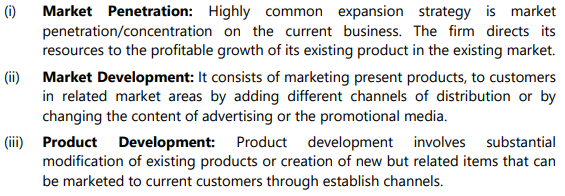 (i) Market Penetration: Highly common expansion strategy is market
penetration/concentration on the current business. The firm directs its
resources to the profitable growth of its existing product in the existing market.
(ii) Market Development: It consists of marketing present products, to customers
in related market areas by adding different channels of distribution or by
changing the content of advertising or the promotional media.
(iii) Product Development: Product development involves substantial
modification of existing products or creation of new but related items that can
be marketed to current customers through establish channels.